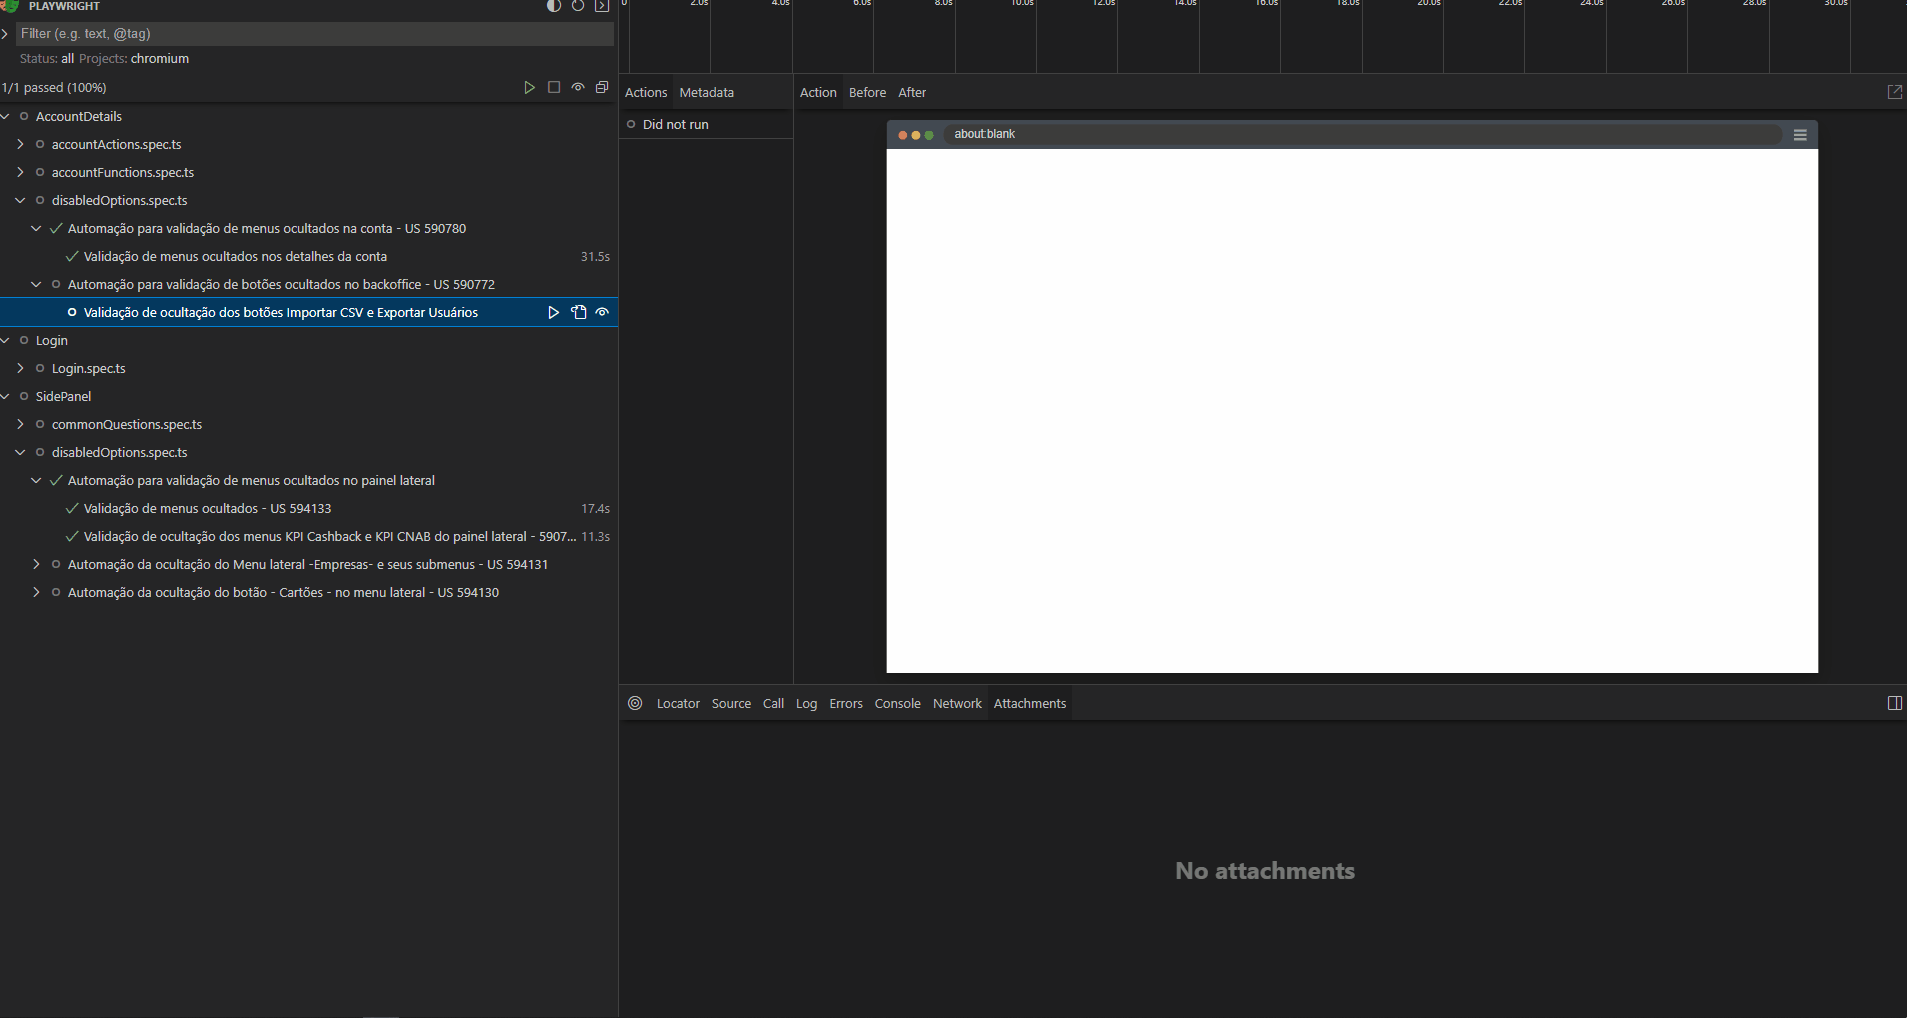 PLAYWRIGHT
Filter (e.g. text, @tag)
Status: all Projects: chromium
1/1 passed (100%)
AccountDetails
accountActions.spec.ts
accountFunctions.spec.ts
disabledOptions.spec.ts
Automação para validação de menus ocultados na conta - US 590780
Validação de menus ocultados nos detalhes da conta 31.5s
Automação para validação de botões ocultados no backoffice - US 590772
Validação de ocultação dos botões Importar CSV e Exportar Usuários
Login
Login.spec.ts
SidePanel
commonQuestions.spec.ts
disabledOptions.spec.ts
Automação para validação de menus ocultados no painel lateral
Validação de menus ocultados - US 594133 17.4s
Validação de ocultação dos menus KPI Cashback e KPI CNAB do painel lateral - 5907... 11.3s
Automação da ocultação do Menu lateral -Empresas- e seus submenus - US 594131
Automação da ocultação do botão - Cartões - no menu lateral - US 594130
0 2.0s 4.0s 6.0s 8.0s 10.0s 12.0s 14.0s 16.0s 18.0s 20.0s 22.0s 24.0s 26.0s 28.0s 30.0s
Actions Metadata
Did not run
Action Before After
about:blank
Locator Source Call Log Errors Console Network Attachments
No attachments